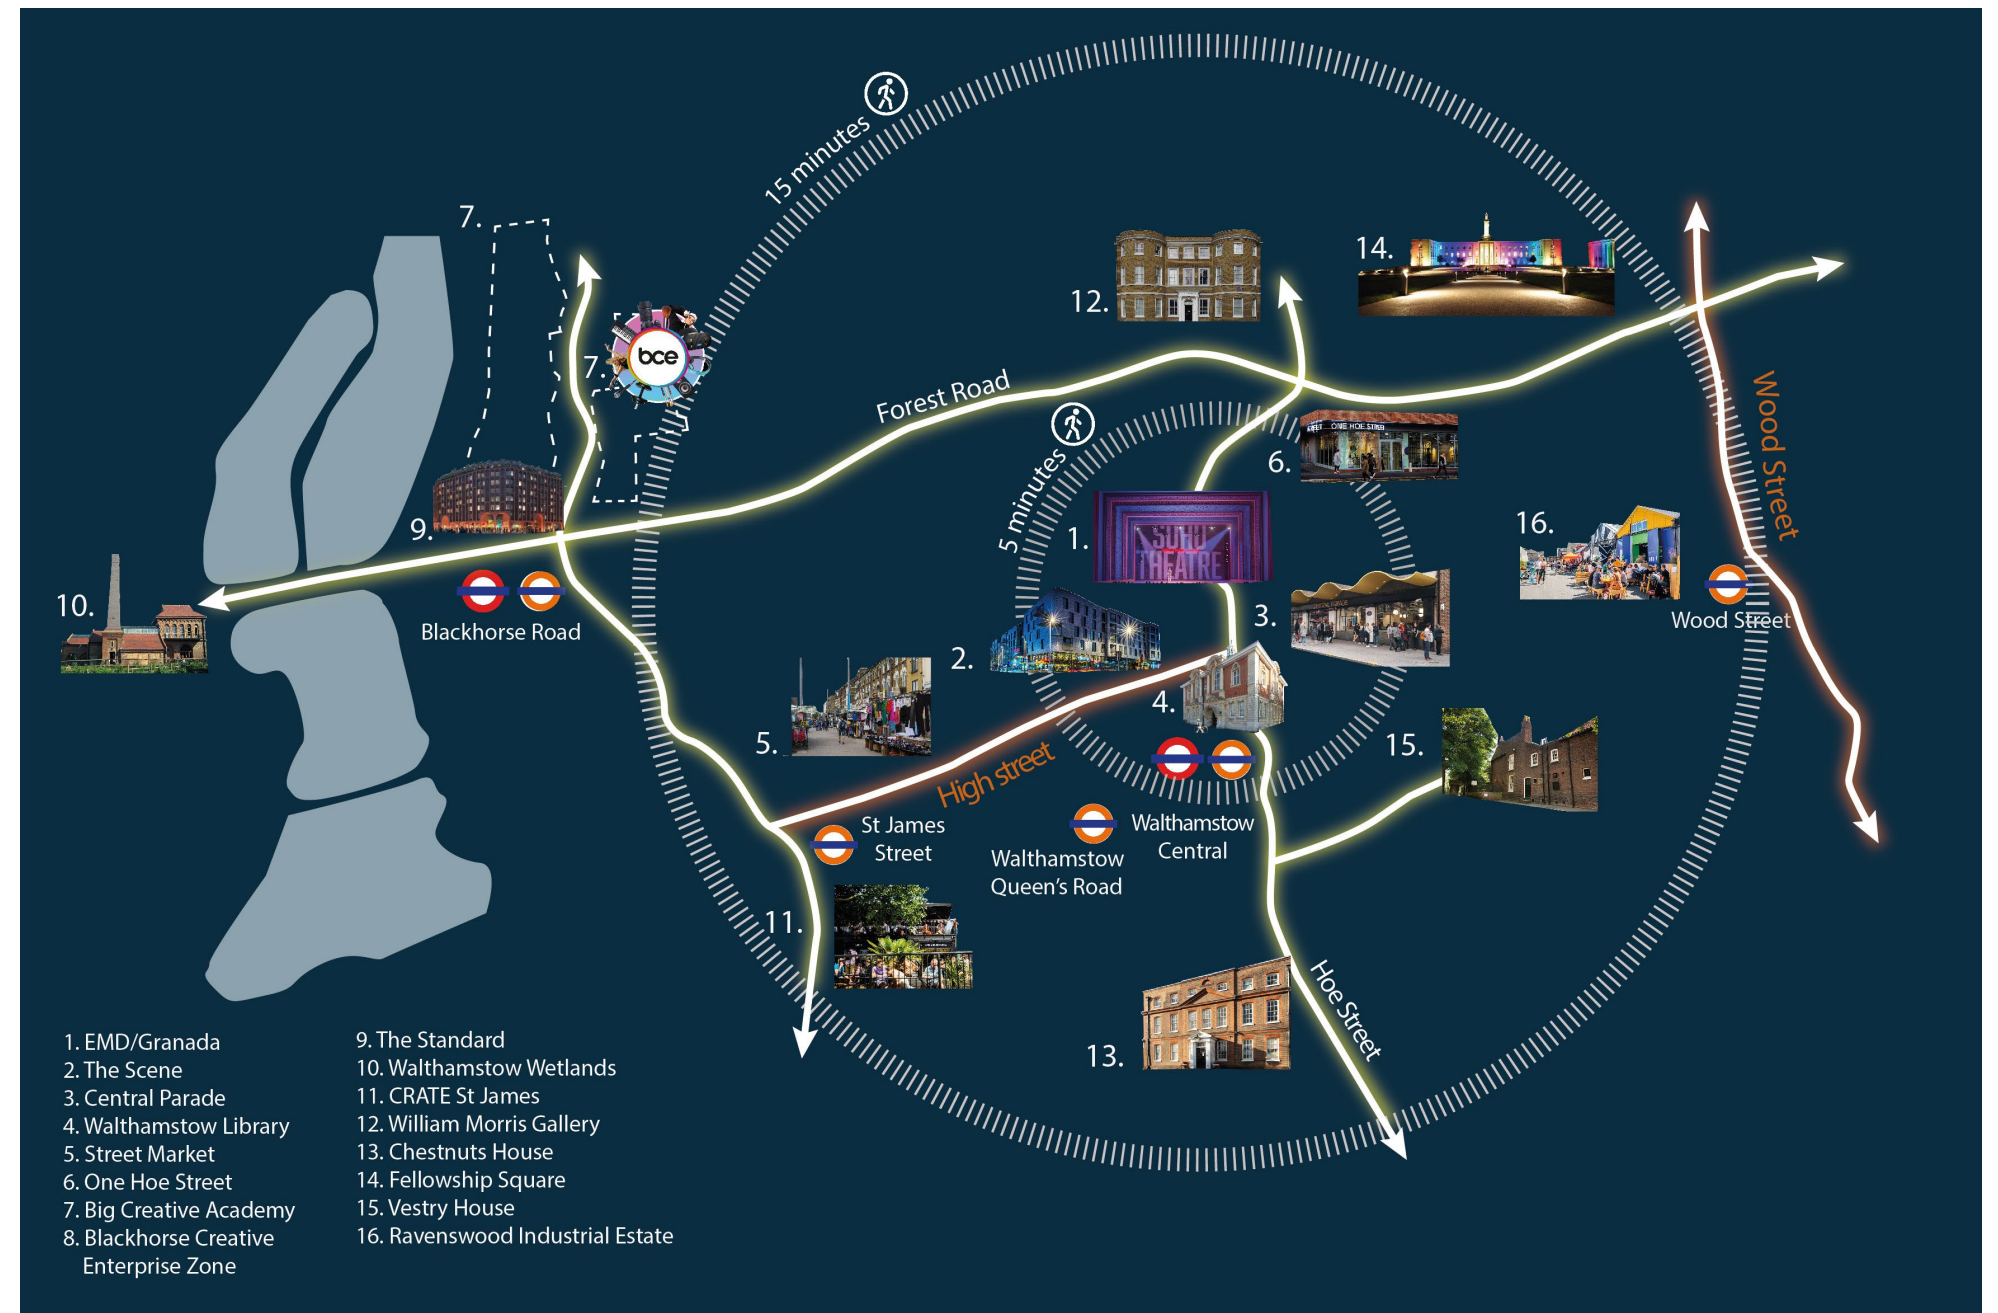 15 minutes
7.
14.
12.
7.
bce
Forest Road
Wood Street
ONE HOE STREET
6.
5 minutes
9.
1.
SOHO
THEATRE
16.
10.
Blackhorse Road
3.
Wood Street
2.
4.
5.
15.
High street
St James
Street
Walthamstow
Central
Walthamstow
Queen's Road
11.
Hoe Street
13.
1. EMD/Granada
2. The Scene
3. Central Parade
4. Walthamstow Library
5. Street Market
6. One Hoe Street
7. Big Creative Academy
8. Blackhorse Creative
Enterprise Zone
9. The Standard
10. Walthamstow Wetlands
11. CRATE St James
12. William Morris Gallery
13. Chestnuts House
14. Fellowship Square
15. Vestry House
16. Ravenswood Industrial Estate